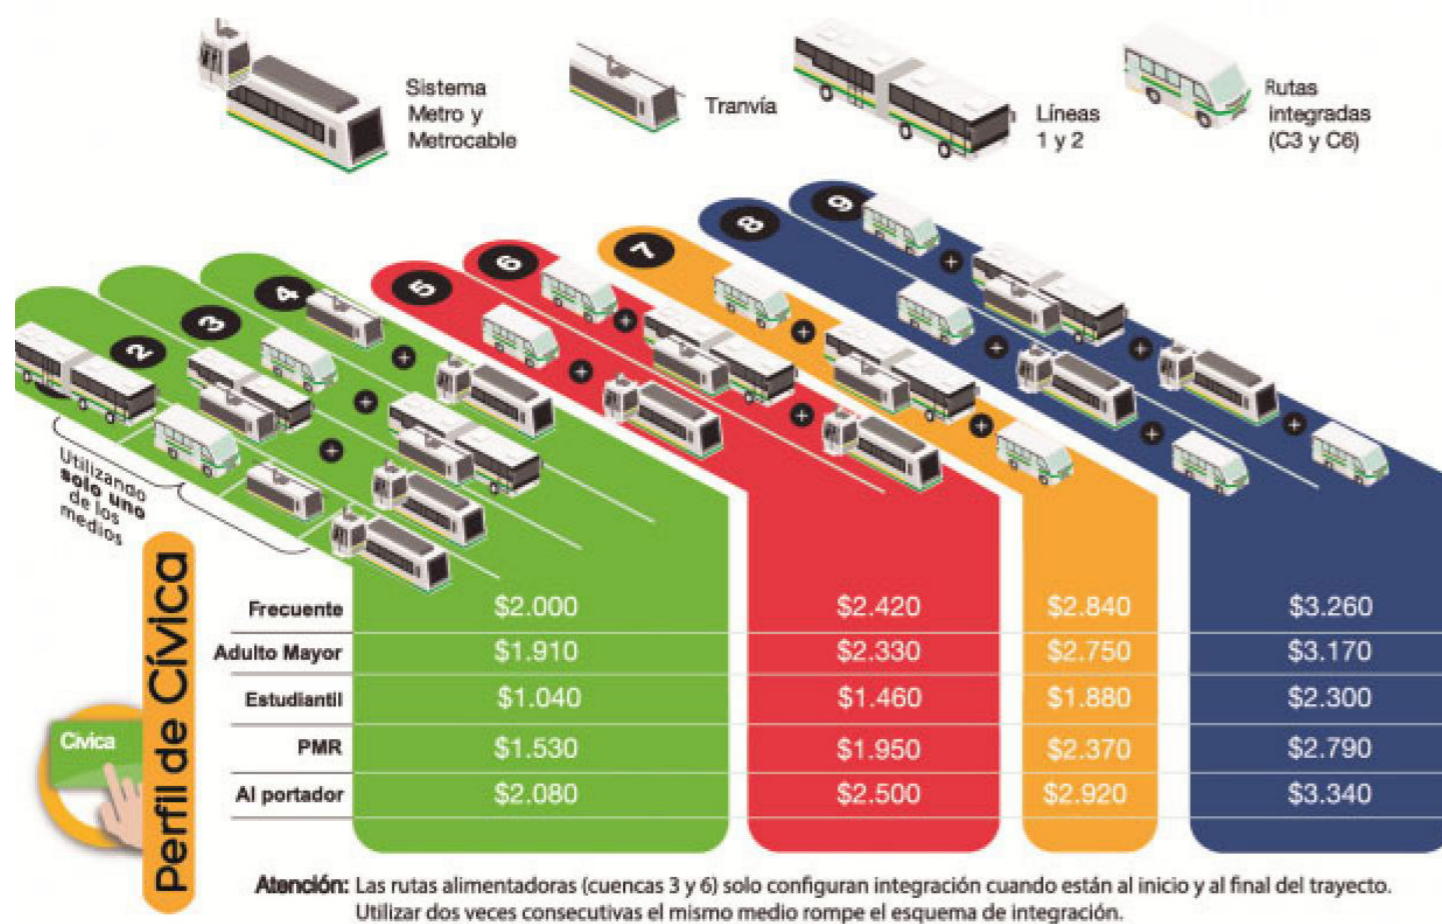 Sistema
Metro y
Metrocable
Tranvía
Líneas
1 y 2
Rutas
integradas
(C3 y C6)
9
8
7
6
5
4
3
2
+
+
+
+
+
+
+
+
+
+
+
+
+
+
Utilizando
solo uno
de los
medios
Perfil de Cívica
Cívica
Frecuente $2.000 $2.420 $2.840 $3.260
Adulto Mayor $1.910 $2.330 $2.750 $3.170
Estudiantil $1.040 $1.460 $1.880 $2.300
PMR $1.530 $1.950 $2.370 $2.790
Al portador $2.080 $2.500 $2.920 $3.340
Atención: Las rutas alimentadoras (cuencas 3 y 6) solo configuran integración cuando están al inicio y al final del trayecto.
Utilizar dos veces consecutivas el mismo medio rompe el esquema de integración.